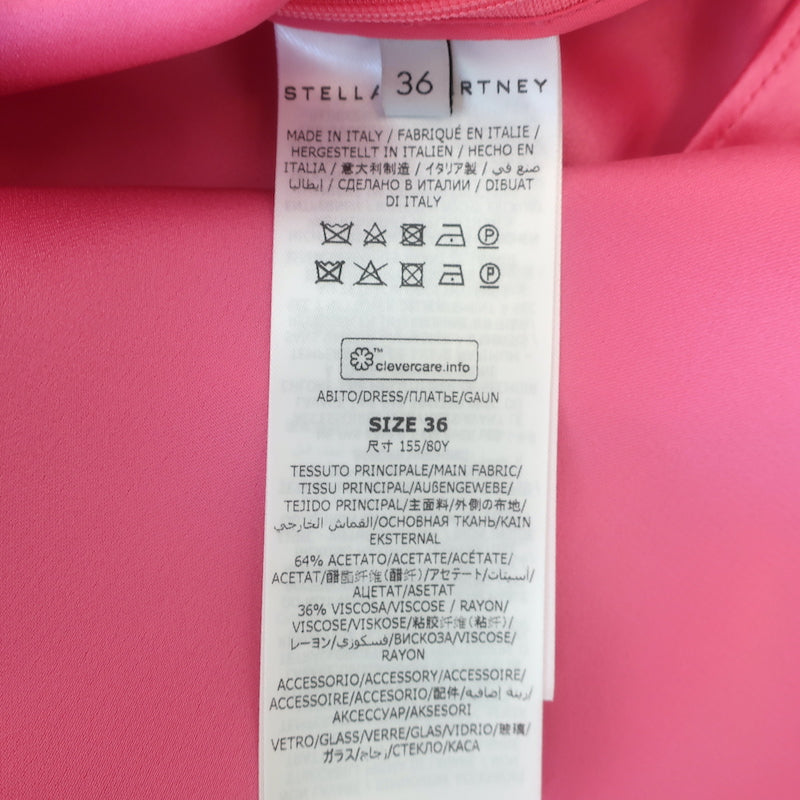 STELLA 36 RTNEY
MADE IN ITALY / FABRIQUÉ EN ITALIE /
HERGESTELLT IN ITALIEN / HECHO EN
ITALIA / 意大利制造 / イタリア製 / صنع في
إيطاليا / СДЕЛАНО В ИТАЛИИ / DIBUAT
DI ITALY
P
P
™
clevercare.info
ABITO/DRESS/ПЛАТЬЕ/GAUN
SIZE 36
尺寸 155/80Y
TESSUTO PRINCIPALE/MAIN FABRIC/
TISSU PRINCIPAL/AUßENGEWEBE/
TEJIDO PRINCIPAL/主面料/外側の布地/
القماش الخارجي/ОСНОВНАЯ ТКАНЬ/KAIN
EKSTERNAL
64% ACETATO/ACETATE/ACÉTATE/
ACETAT/醋酯纤维(醋纤)/アセテート/أسيتات/
АЦЕТАТ/ASETAT
36% VISCOSA/VISCOSE / RAYON/
VISCOSE/VISKOSE/粘胶纤维(粘纤)/
レーヨン/فسكوزي/ВИСКОЗА/VISCOSE/
RAYON
ACCESSORIO/ACCESSORY/ACCESSOIRE/
ACCESSOIRE/ACCESORIO/配件/زينه إضافيه/
АКСЕССУАР/AKSESORI
VETRO/GLASS/VERRE/GLAS/VIDRIO/玻璃/
ガラス/زجاج/СТЕКЛО/KACA